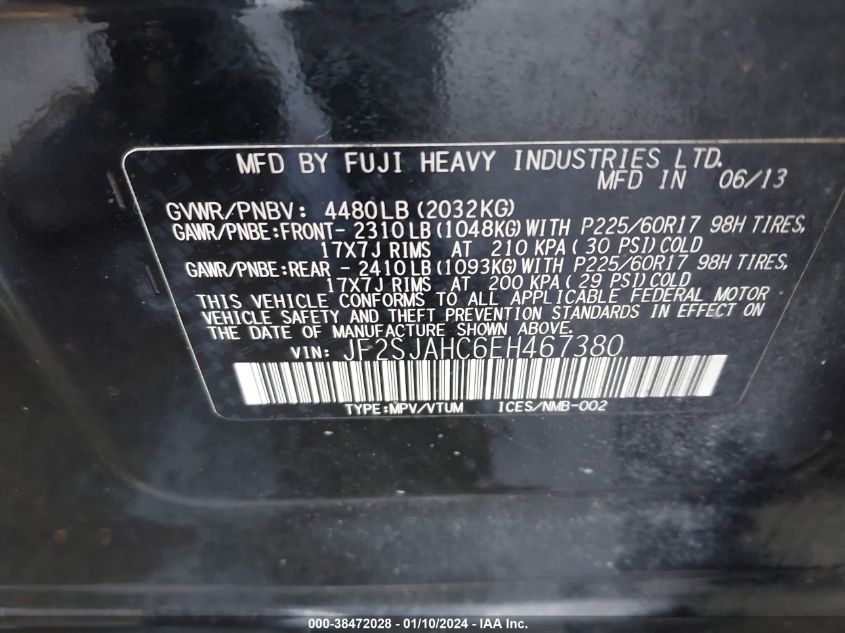 MFD BY FUJI HEAVY INDUSTRIES LTD.
MFD IN 06/13
GVWR/PNBV: 4480LB (2032KG)
GAWR/PNBE:FRONT- 2310LB (1048KG) WITH P225/60R17 98H TIRES,
17X7J RIMS AT 210 KPA ( 30 PSI) COLD
GAWR/PNBE:REAR - 2410LB (1093KG) WITH P225/60R17 98H TIRES,
17X7J RIMS AT 200 KPA ( 29 PSI) COLD
THIS VEHICLE CONFORMS TO ALL APPLICABLE FEDERAL MOTOR
VEHICLE SAFETY AND THEFT PREVENTION STANDARDS IN EFFECT ON
THE DATE OF MANUFACTURE SHOWN ABOVE.
VIN: JF2SJAHC6EH467380
TYPE:MPV/VTUM ICES/NMB-002
000-38472028 - 01/10/2024 - IAA Inc.